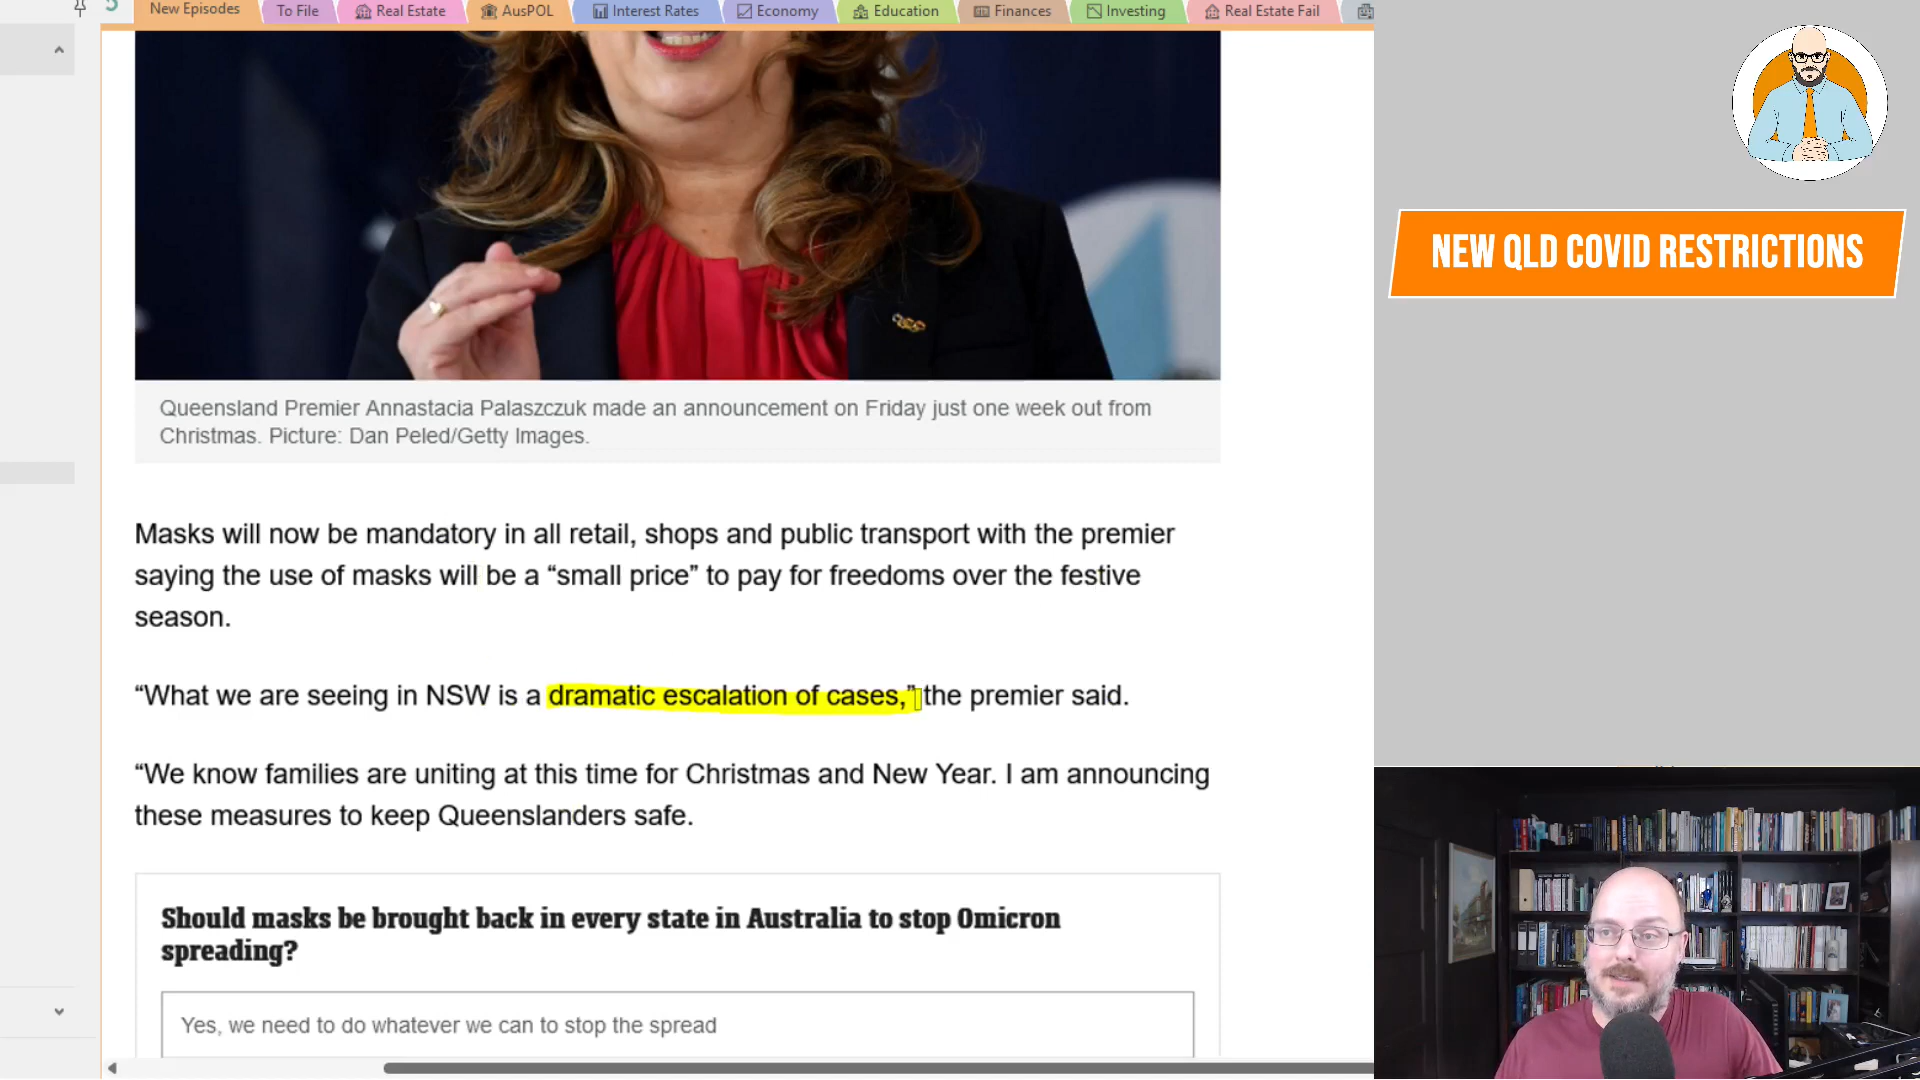 New Episodes
To File
Real Estate
AusPOL
Interest Rates
Economy
Education
Finances
Investing
Real Estate Fail
NEW QLD COVID RESTRICTIONS
Queensland Premier Annastacia Palaszczuk made an announcement on Friday just one week out from
Christmas. Picture: Dan Peled/Getty Images.
Masks will now be mandatory in all retail, shops and public transport with the premier
saying the use of masks will be a “small price” to pay for freedoms over the festive
season.
“What we are seeing in NSW is a dramatic escalation of cases,” the premier said.
“We know families are uniting at this time for Christmas and New Year. I am announcing
these measures to keep Queenslanders safe.
Should masks be brought back in every state in Australia to stop Omicron
spreading?
Yes, we need to do whatever we can to stop the spread